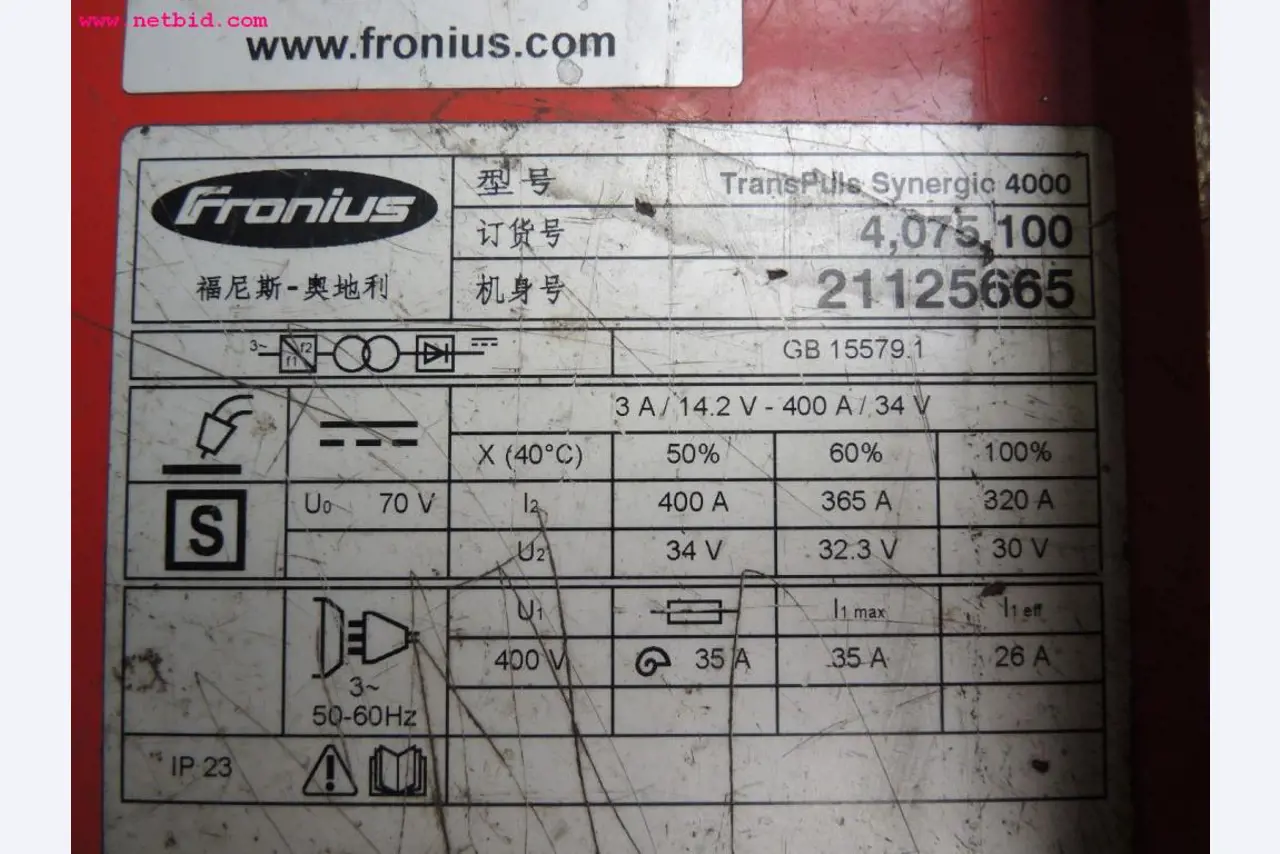 www.netbid.com
www.fronius.com
Fronius
福尼斯-奥地利
型号 TransPuls Synergic 4000
订货号 4,075,100
机身号 21125665
3~ f1 f2
GB 15579.1
3 A / 14.2 V - 400 A / 34 V
X (40°C) 50% 60% 100%
S U0 70 V I2 400 A 365 A 320 A
U2 34 V 32.3 V 30 V
U1 I1 max I1 eff
400 V 35 A 35 A 26 A
3~
50-60Hz
IP 23